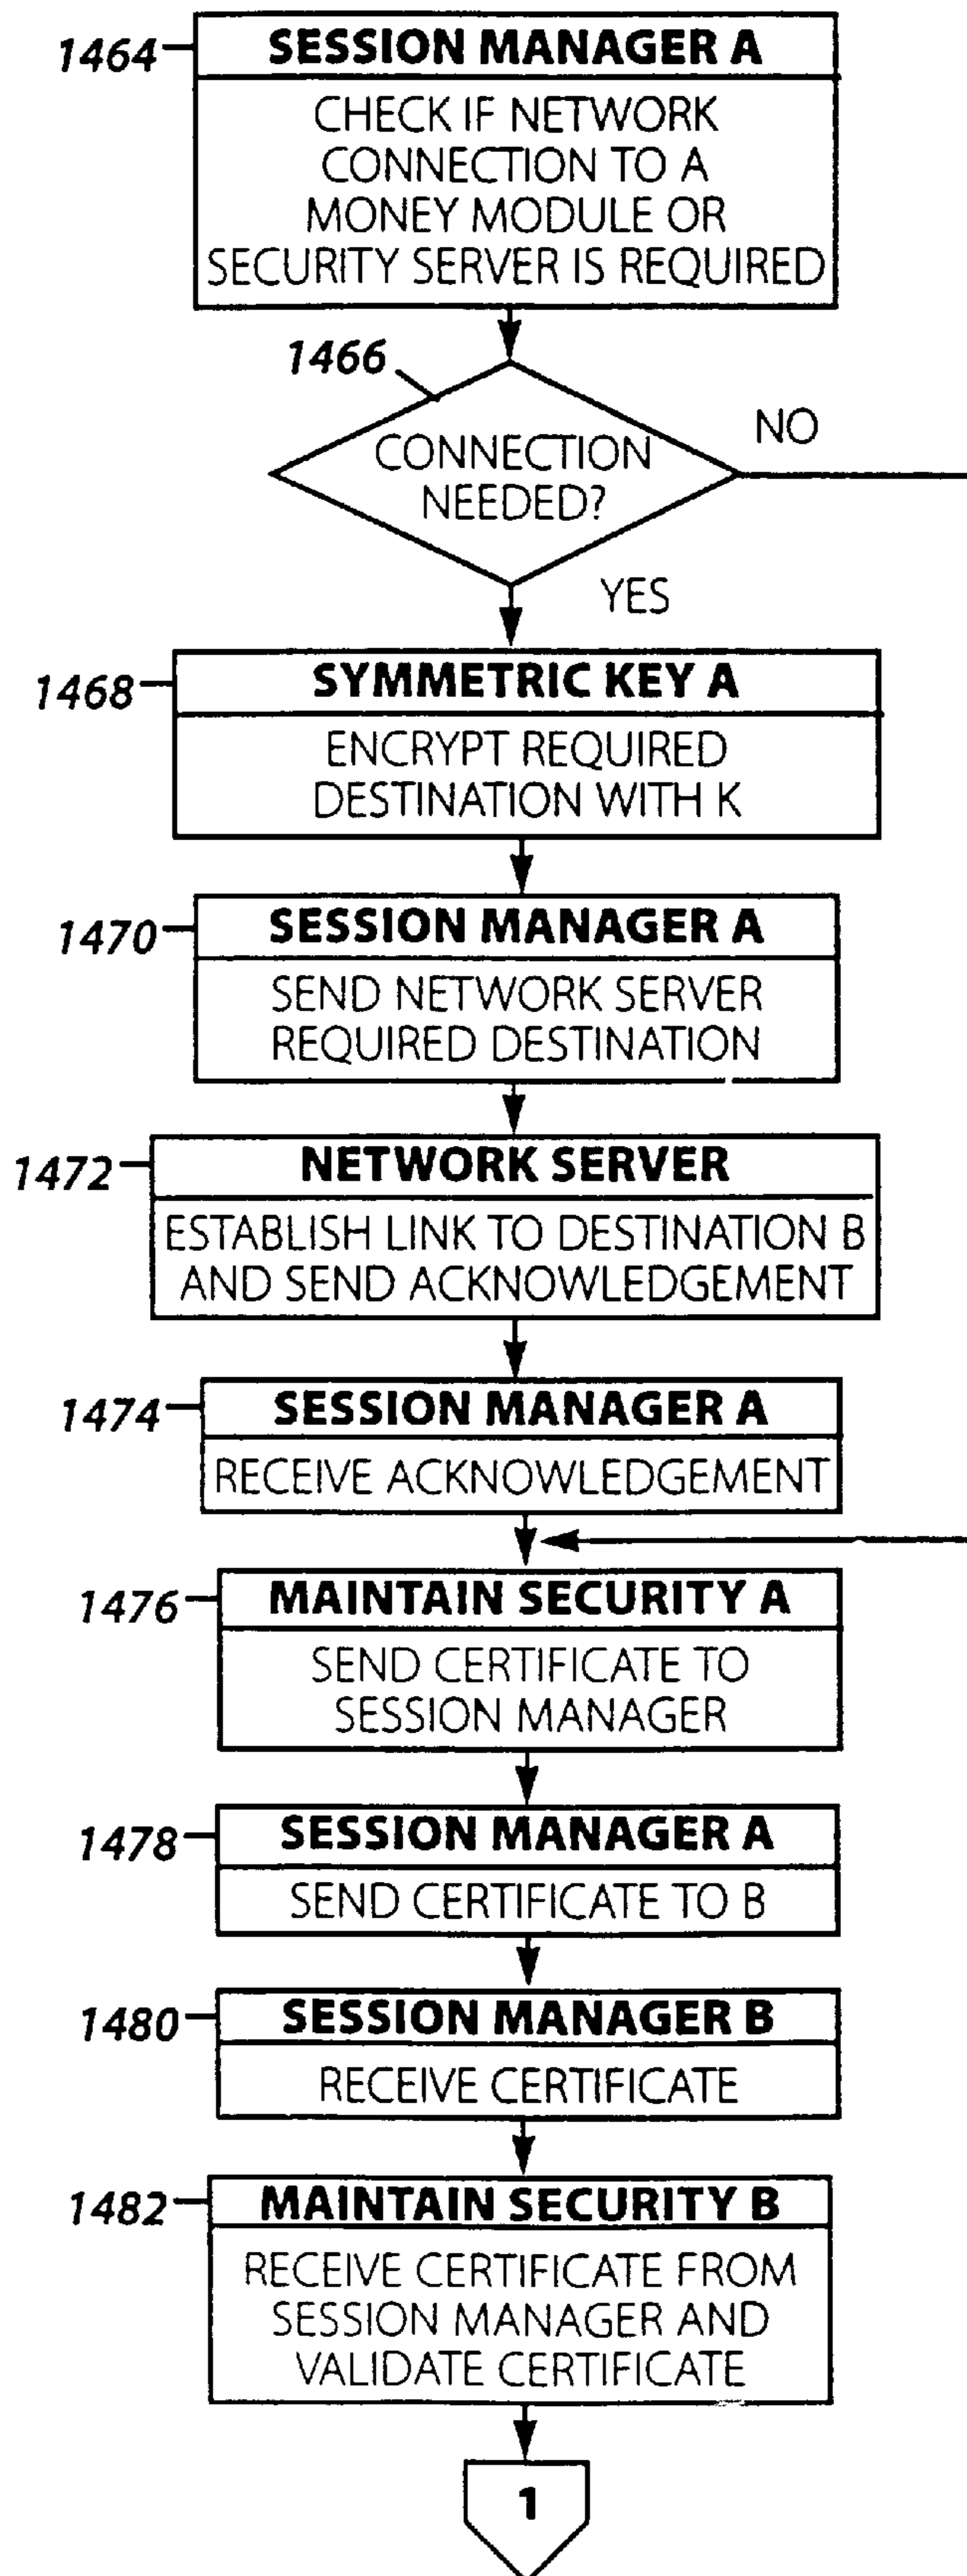 1464
SESSION MANAGER A
CHECK IF NETWORK
CONNECTION TO A
MONEY MODULE OR
SECURITY SERVER IS REQUIRED
1466
CONNECTION
NEEDED?
NO
YES
1468
SYMMETRIC KEY A
ENCRYPT REQUIRED
DESTINATION WITH K
1470
SESSION MANAGER A
SEND NETWORK SERVER
REQUIRED DESTINATION
1472
NETWORK SERVER
ESTABLISH LINK TO DESTINATION B
AND SEND ACKNOWLEDGEMENT
1474
SESSION MANAGER A
RECEIVE ACKNOWLEDGEMENT
1476
MAINTAIN SECURITY A
SEND CERTIFICATE TO
SESSION MANAGER
1478
SESSION MANAGER A
SEND CERTIFICATE TO B
1480
SESSION MANAGER B
RECEIVE CERTIFICATE
1482
MAINTAIN SECURITY B
RECEIVE CERTIFICATE FROM
SESSION MANAGER AND
VALIDATE CERTIFICATE
1